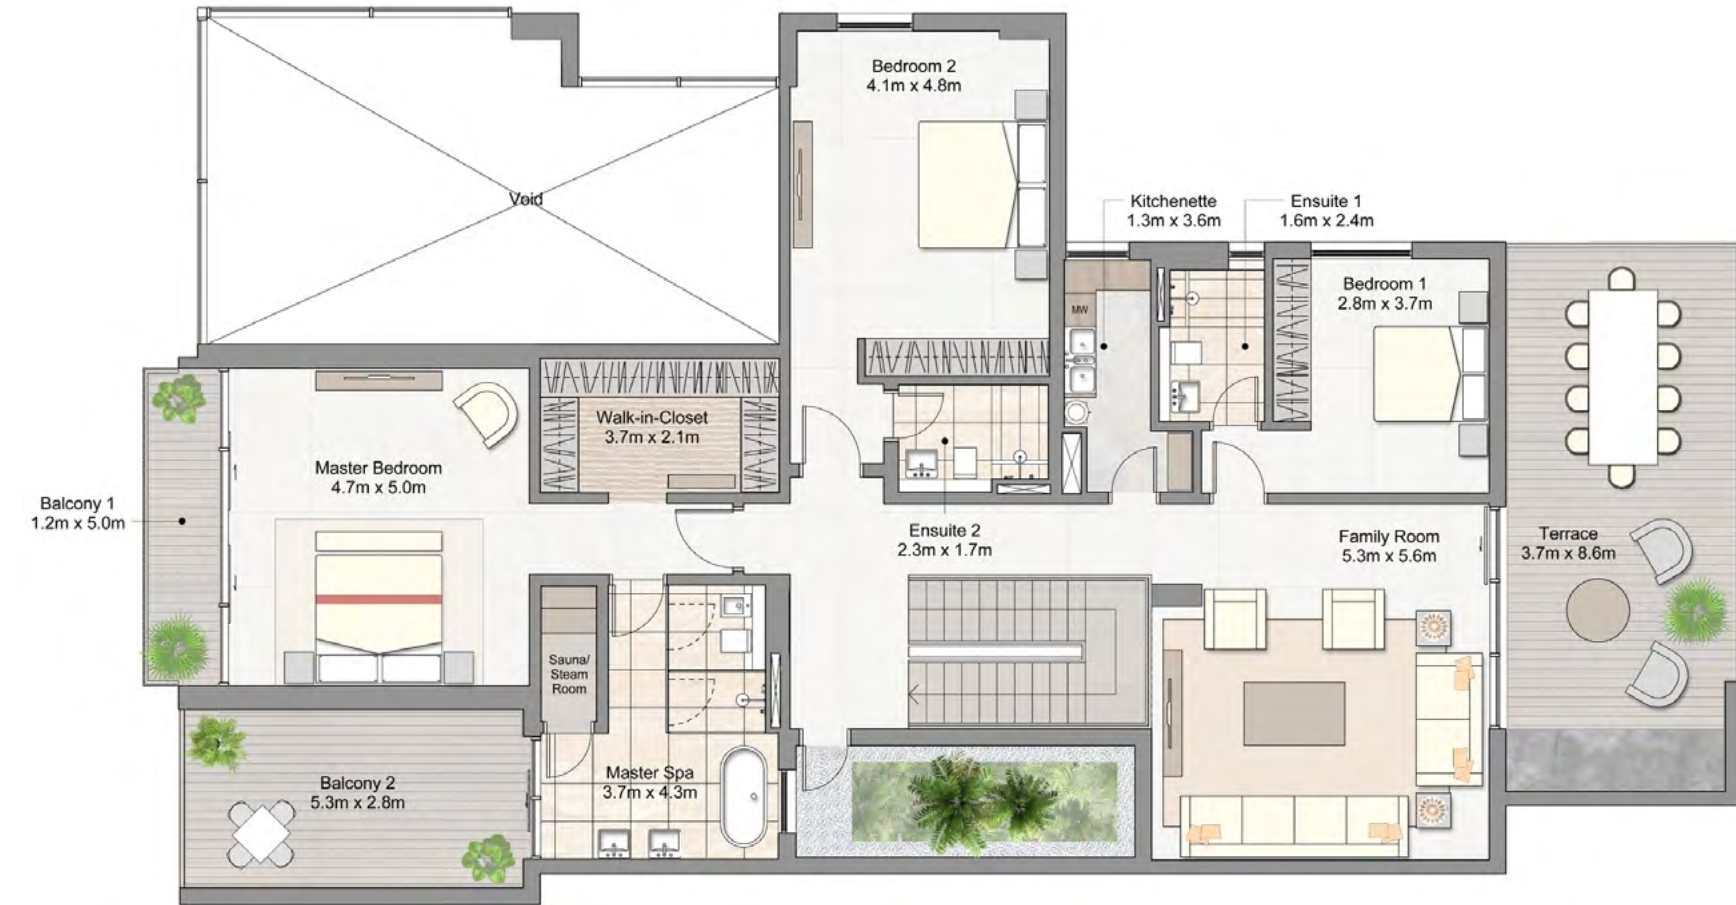 Bedroom 2
4.1m x 4.8m
Void
Kitchenette
1.3m x 3.6m
Ensuite 1
1.6m x 2.4m
Bedroom 1
2.8m x 3.7m
MW
Walk-in-Closet
3.7m x 2.1m
Master Bedroom
4.7m x 5.0m
Balcony 1
1.2m x 5.0m
Ensuite 2
2.3m x 1.7m
Family Room
5.3m x 5.6m
Terrace
3.7m x 8.6m
Sauna/
Steam
Room
Master Spa
3.7m x 4.3m
Balcony 2
5.3m x 2.8m